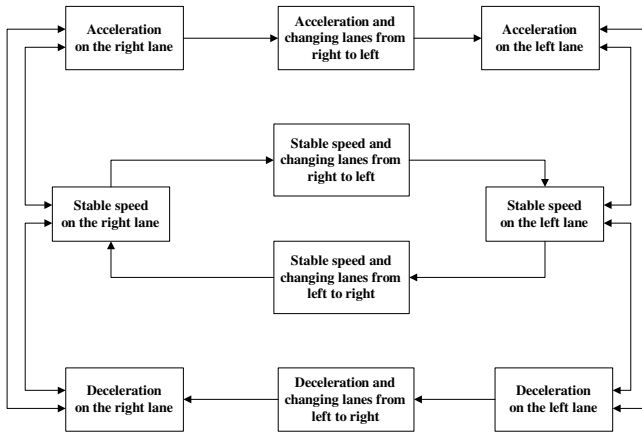 Acceleration
on the right lane
Acceleration and
changing lanes from
right to left
Acceleration
on the left lane
Stable speed and
changing lanes from
right to left
Stable speed
on the right lane
Stable speed
on the left lane
Stable speed and
changing lanes from
left to right
Deceleration
on the right lane
Deceleration and
changing lanes from
left to right
Deceleration
on the left lane